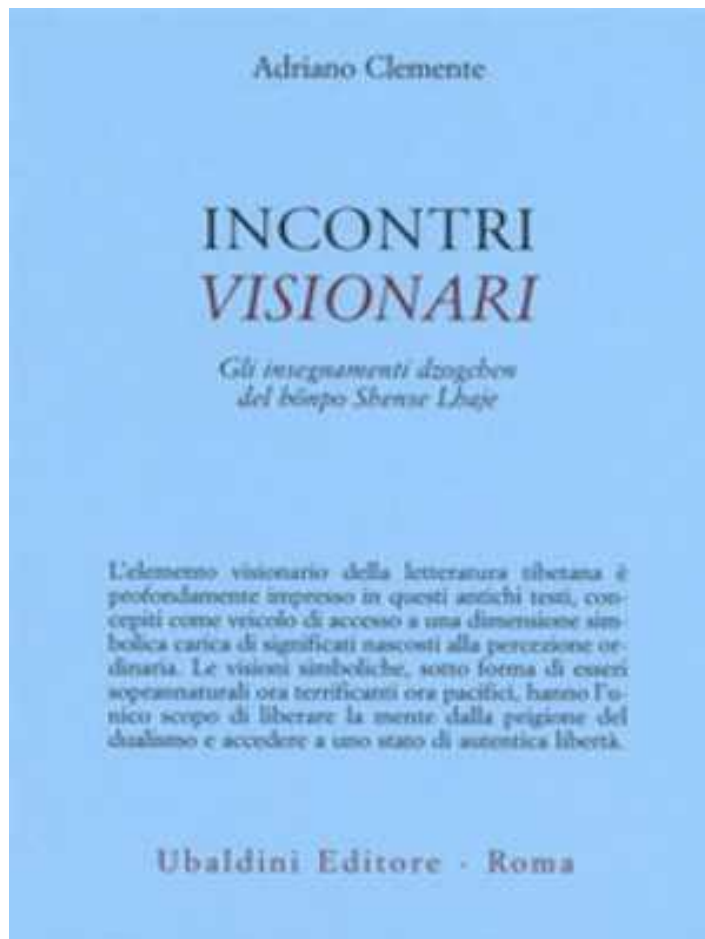 Adriano Clemente
INCONTRI
VISIONARI
Gli insegnamenti dzogchen
del bönpo Shense Lhaje
L'elemento visionario della letteratura tibetana è
profondamente impresso in questi antichi testi, con-
cepiti come veicolo di accesso a una dimensione sim-
bolica carica di significati nascosti alla percezione or-
dinaria. Le visioni simboliche, sotto forma di esseri
soprannaturali ora terrificanti ora pacifici, hanno l'u-
nico scopo di liberare la mente dalla prigione del
dualismo e accedere a uno stato di autentica libertà.
Ubaldini Editore - Roma